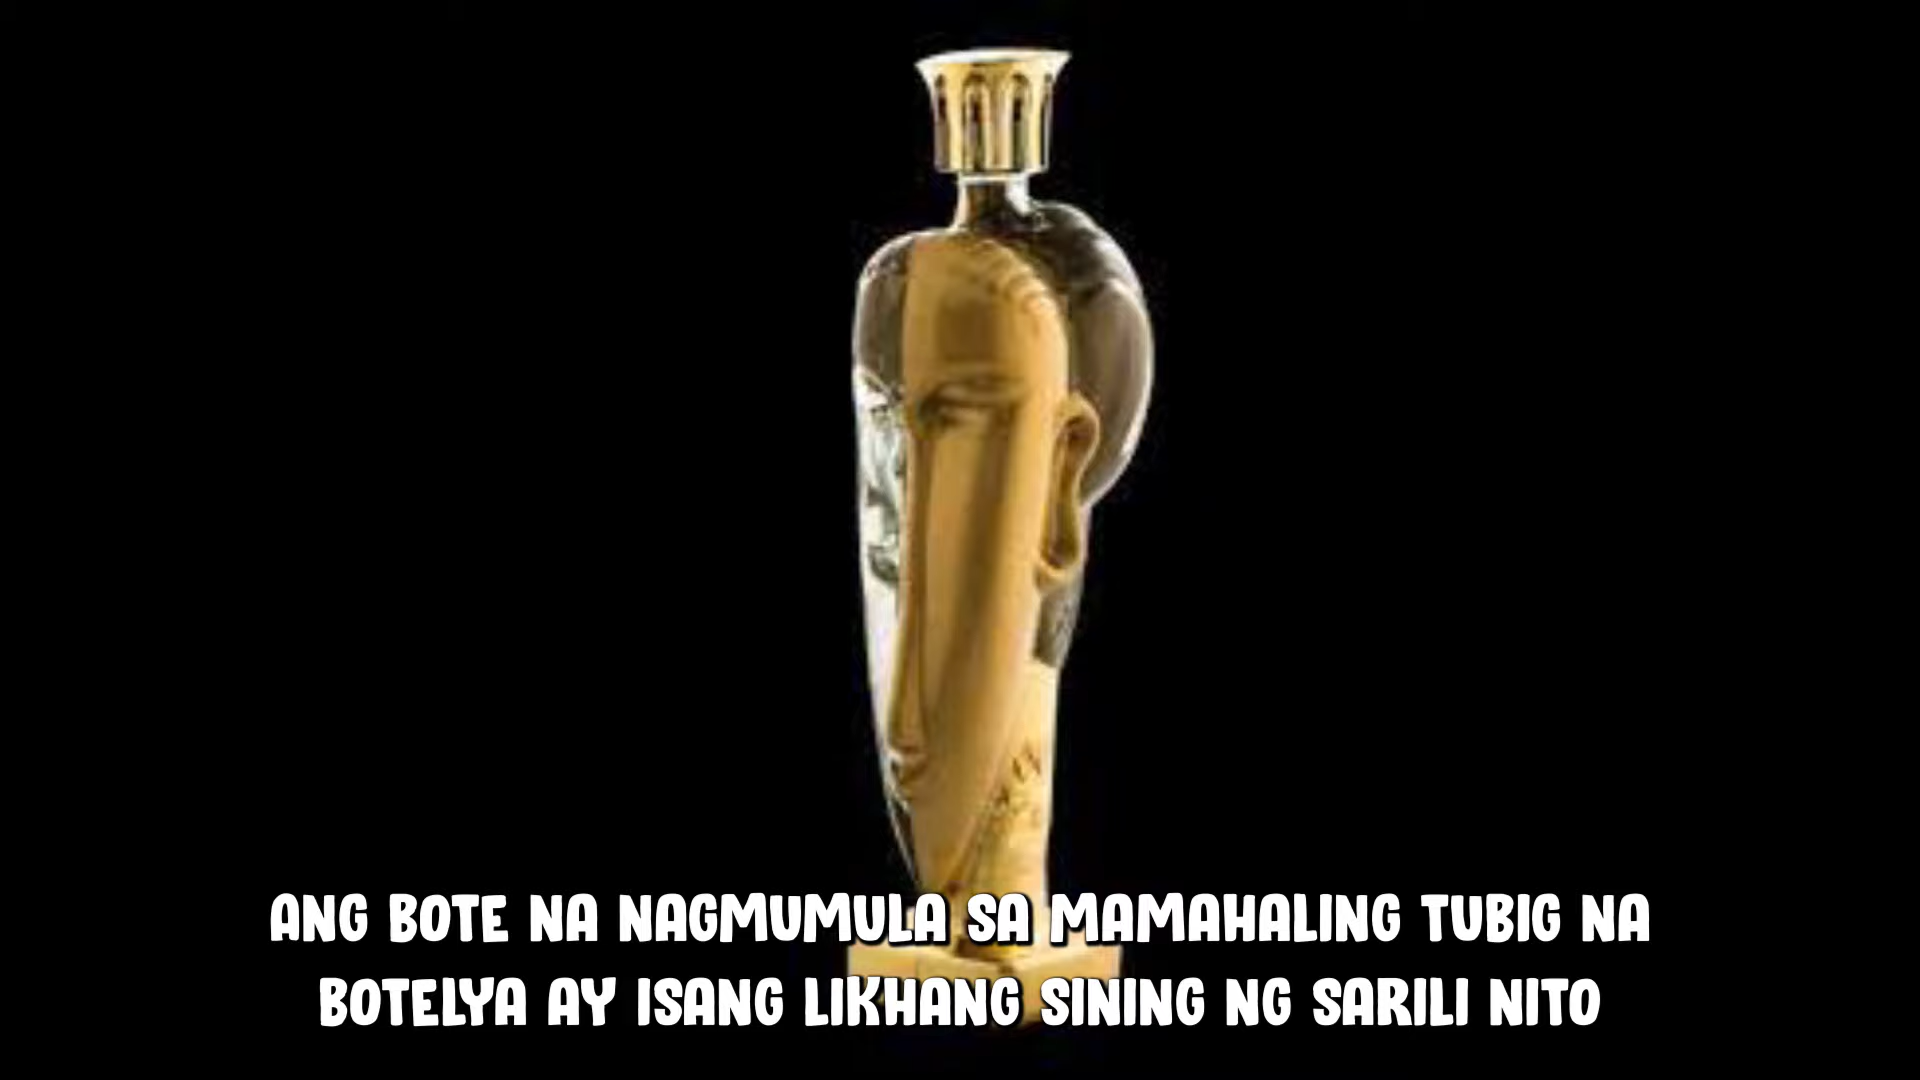 ANG BOTE NA NAGMUMULA SA MAMAHALING TUBIG NA
BOTELYA AY ISANG LIKHANG SINING NG SARILI NITO